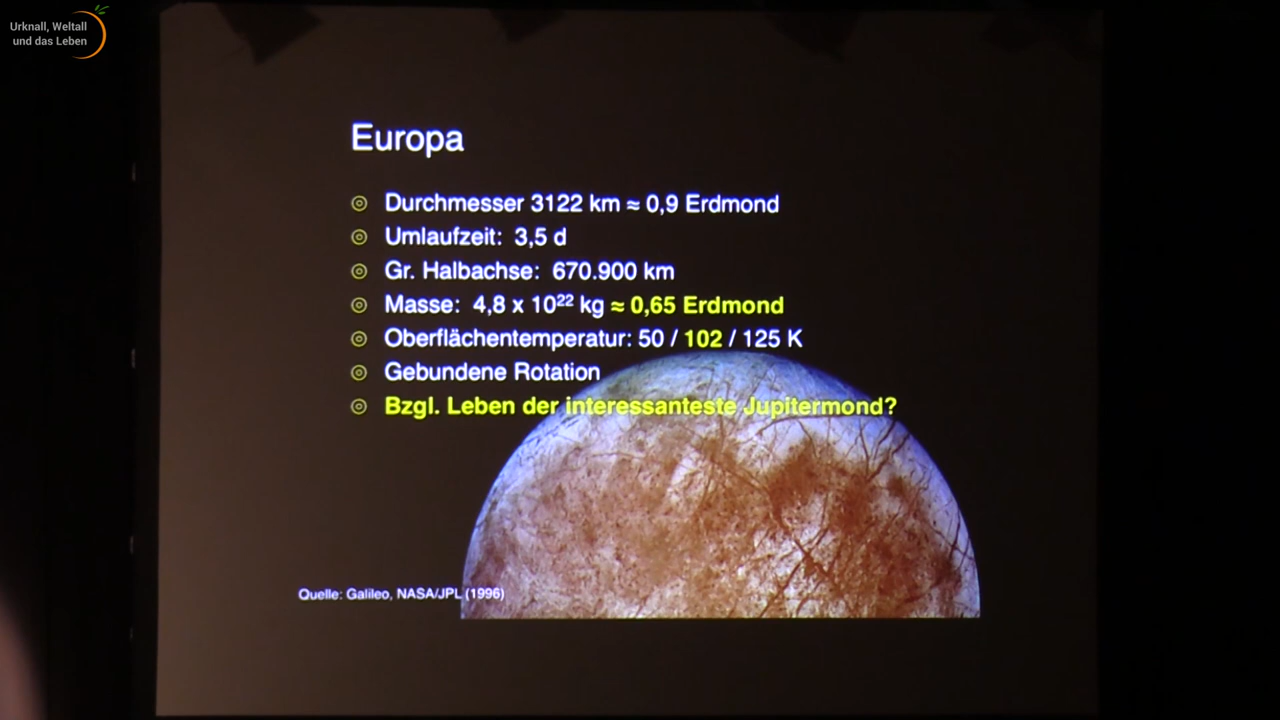 Urknall, Weltall
und das Leben
Europa
Durchmesser 3122 km ≈ 0,9 Erdmond
Umlaufzeit: 3,5 d
Gr. Halbachse: 670.900 km
Masse: 4,8 x 10²² kg ≈ 0,65 Erdmond
Oberflächentemperatur: 50 / 102 / 125 K
Gebundene Rotation
Bzgl. Leben der interessanteste Jupitermond?
Quelle: Galileo, NASA/JPL (1996)